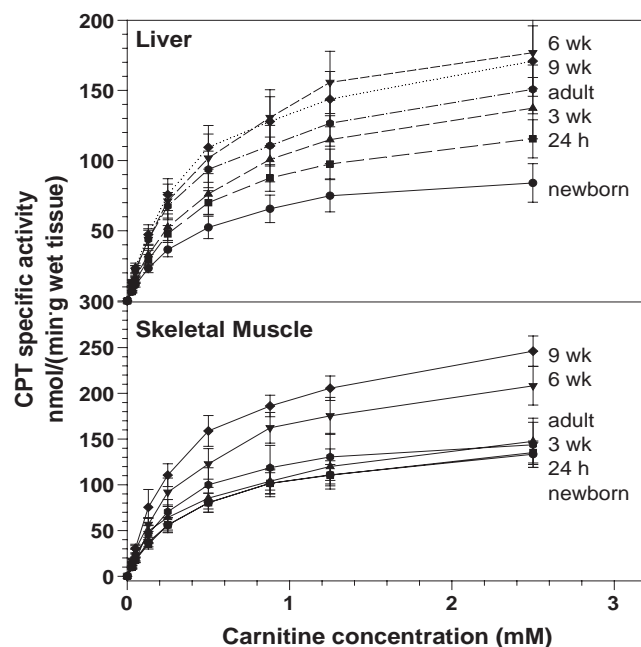 Liver
200
150
100
50
300
6 wk
9 wk
adult
3 wk
24 h
newborn
CPT specific activity
nmol/(min·g wet tissue)
Skeletal Muscle
250
200
150
100
50
0
9 wk
6 wk
adult
3 wk
24 h
newborn
0 1 2 3
Carnitine concentration (mM)